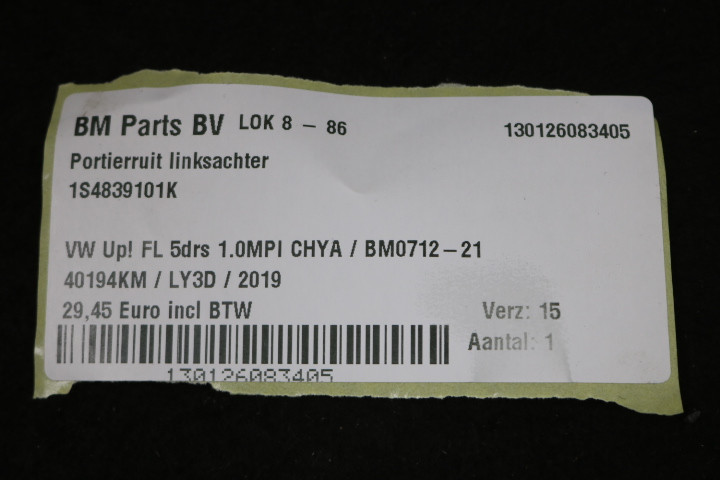 BM Parts BV LOK 8 - 86 130126083405
Portierruit linksachter
1S4839101K
VW Up! FL 5drs 1.0MPI CHYA / BM0712-21
40194KM / LY3D / 2019
29,45 Euro incl BTW Verz: 15
Aantal: 1
130126083405